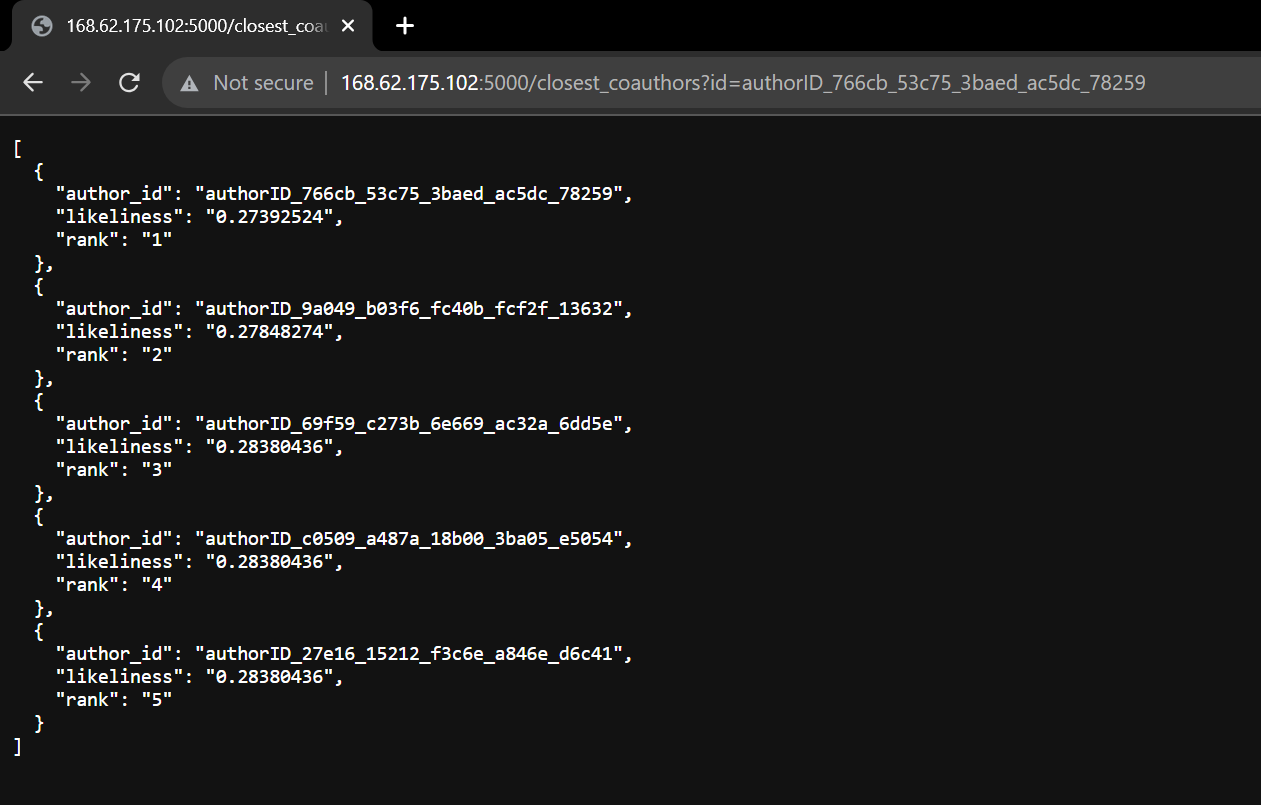 168.62.175.102:5000/closest_coau
Not secure | 168.62.175.102:5000/closest_coauthors?id=authorID_766cb_53c75_3baed_ac5dc_78259
[
  {
    "author_id": "authorID_766cb_53c75_3baed_ac5dc_78259",
    "likeliness": "0.27392524",
    "rank": "1"
  },
  {
    "author_id": "authorID_9a049_b03f6_fc40b_fcf2f_13632",
    "likeliness": "0.27848274",
    "rank": "2"
  },
  {
    "author_id": "authorID_69f59_c273b_6e669_ac32a_6dd5e",
    "likeliness": "0.28380436",
    "rank": "3"
  },
  {
    "author_id": "authorID_c0509_a487a_18b00_3ba05_e5054",
    "likeliness": "0.28380436",
    "rank": "4"
  },
  {
    "author_id": "authorID_27e16_15212_f3c6e_a846e_d6c41",
    "likeliness": "0.28380436",
    "rank": "5"
  }
]